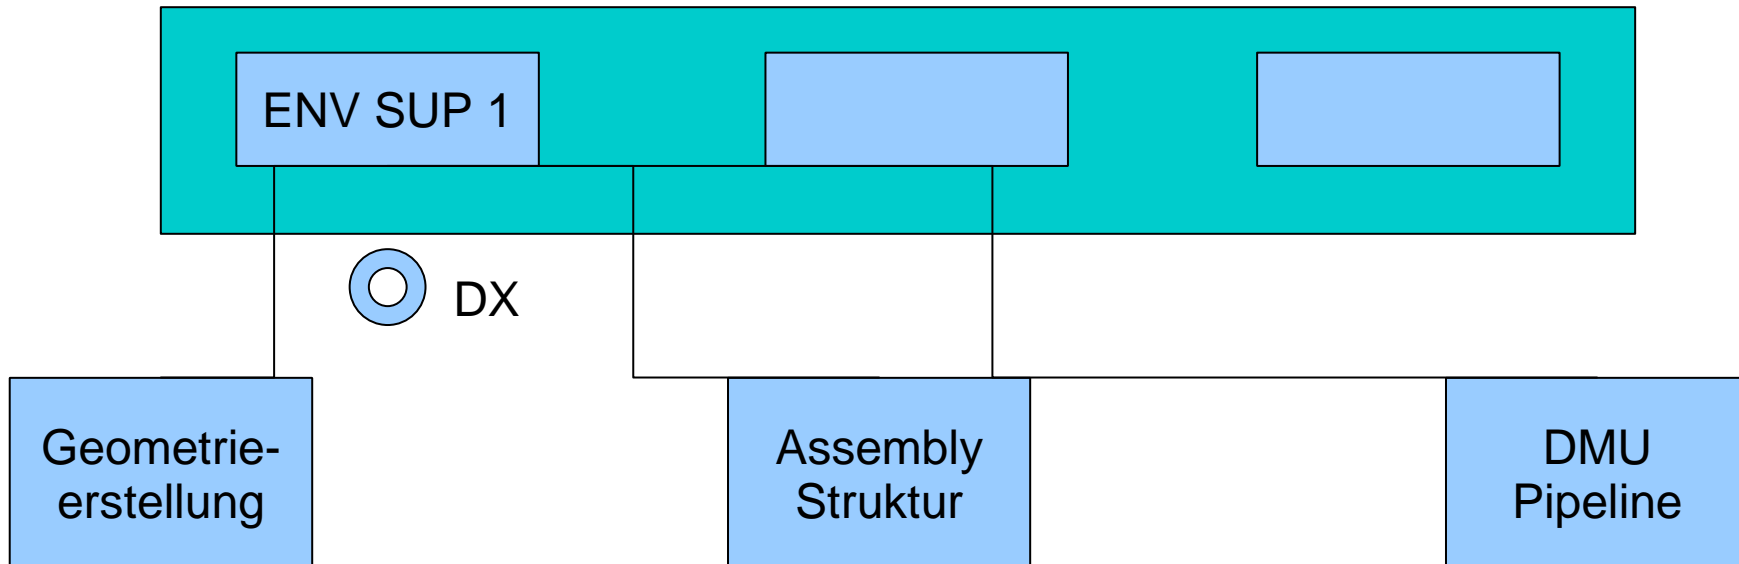 ENV SUP 1
DX
Geometrie-
erstellung
Assembly
Struktur
DMU
Pipeline